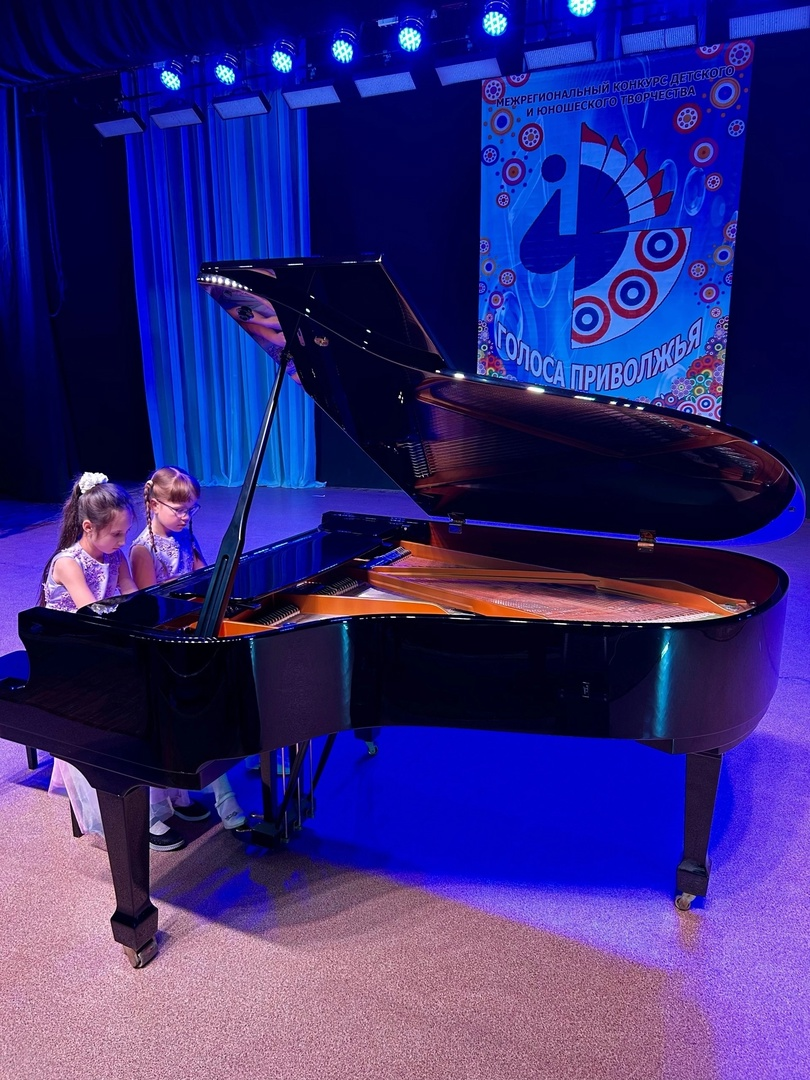 МЕЖРЕГИОНАЛЬНЫЙ КОНКУРС ДЕТСКОГО
И ЮНОШЕСКОГО ТВОРЧЕСТВА
ГОЛОСА ПРИВОЛЖЬЯ